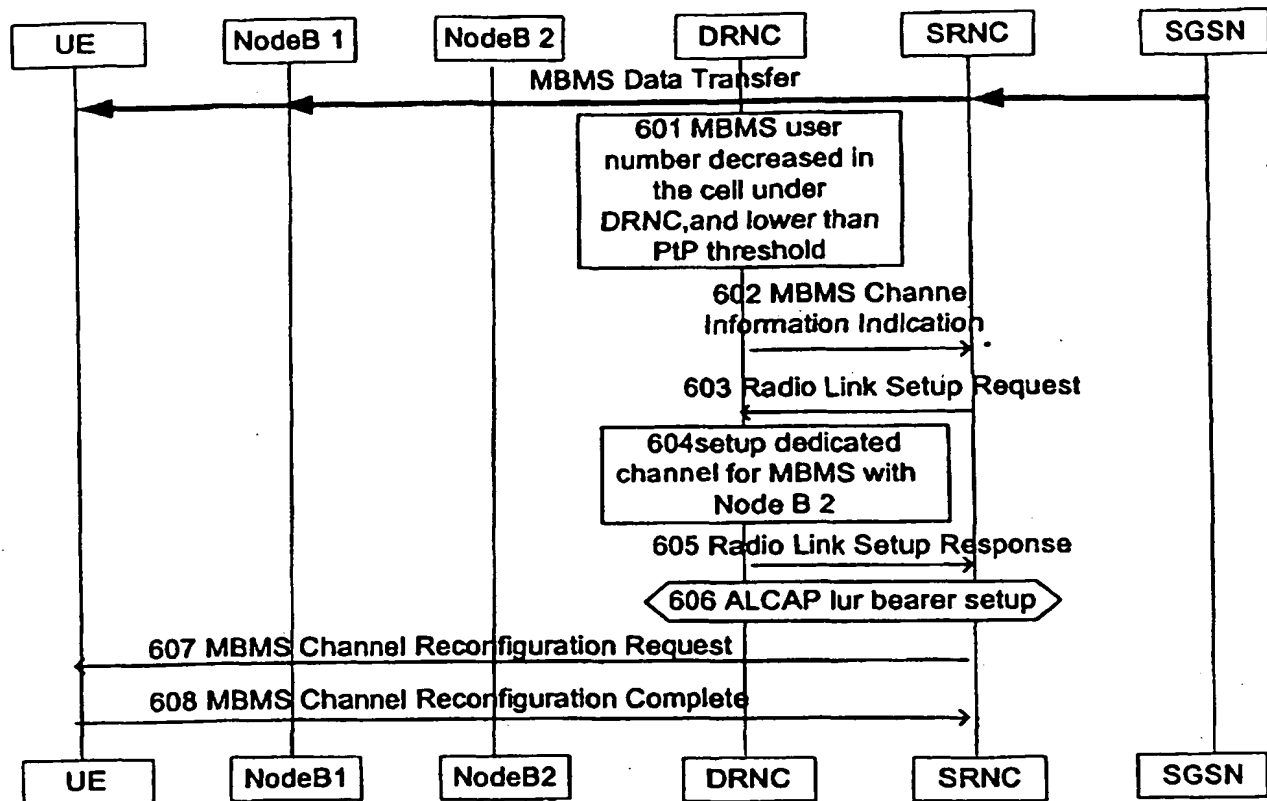 UE
NodeB 1
NodeB 2
DRNC
SRNC
SGSN
MBMS Data Transfer
601 MBMS user
number decreased in
the cell under
DRNC,and lower than
PtP threshold
602 MBMS Channe
Information Indication
603 Radio Link Setup Request
604setup dedicated
channel for MBMS with
Node B 2
605 Radio Link Setup Response
606 ALCAP Iur bearer setup
607 MBMS Channel Reconfiguration Request
608 MBMS Channel Reconfiguration Complete
UE
NodeB1
NodeB2
DRNC
SRNC
SGSN